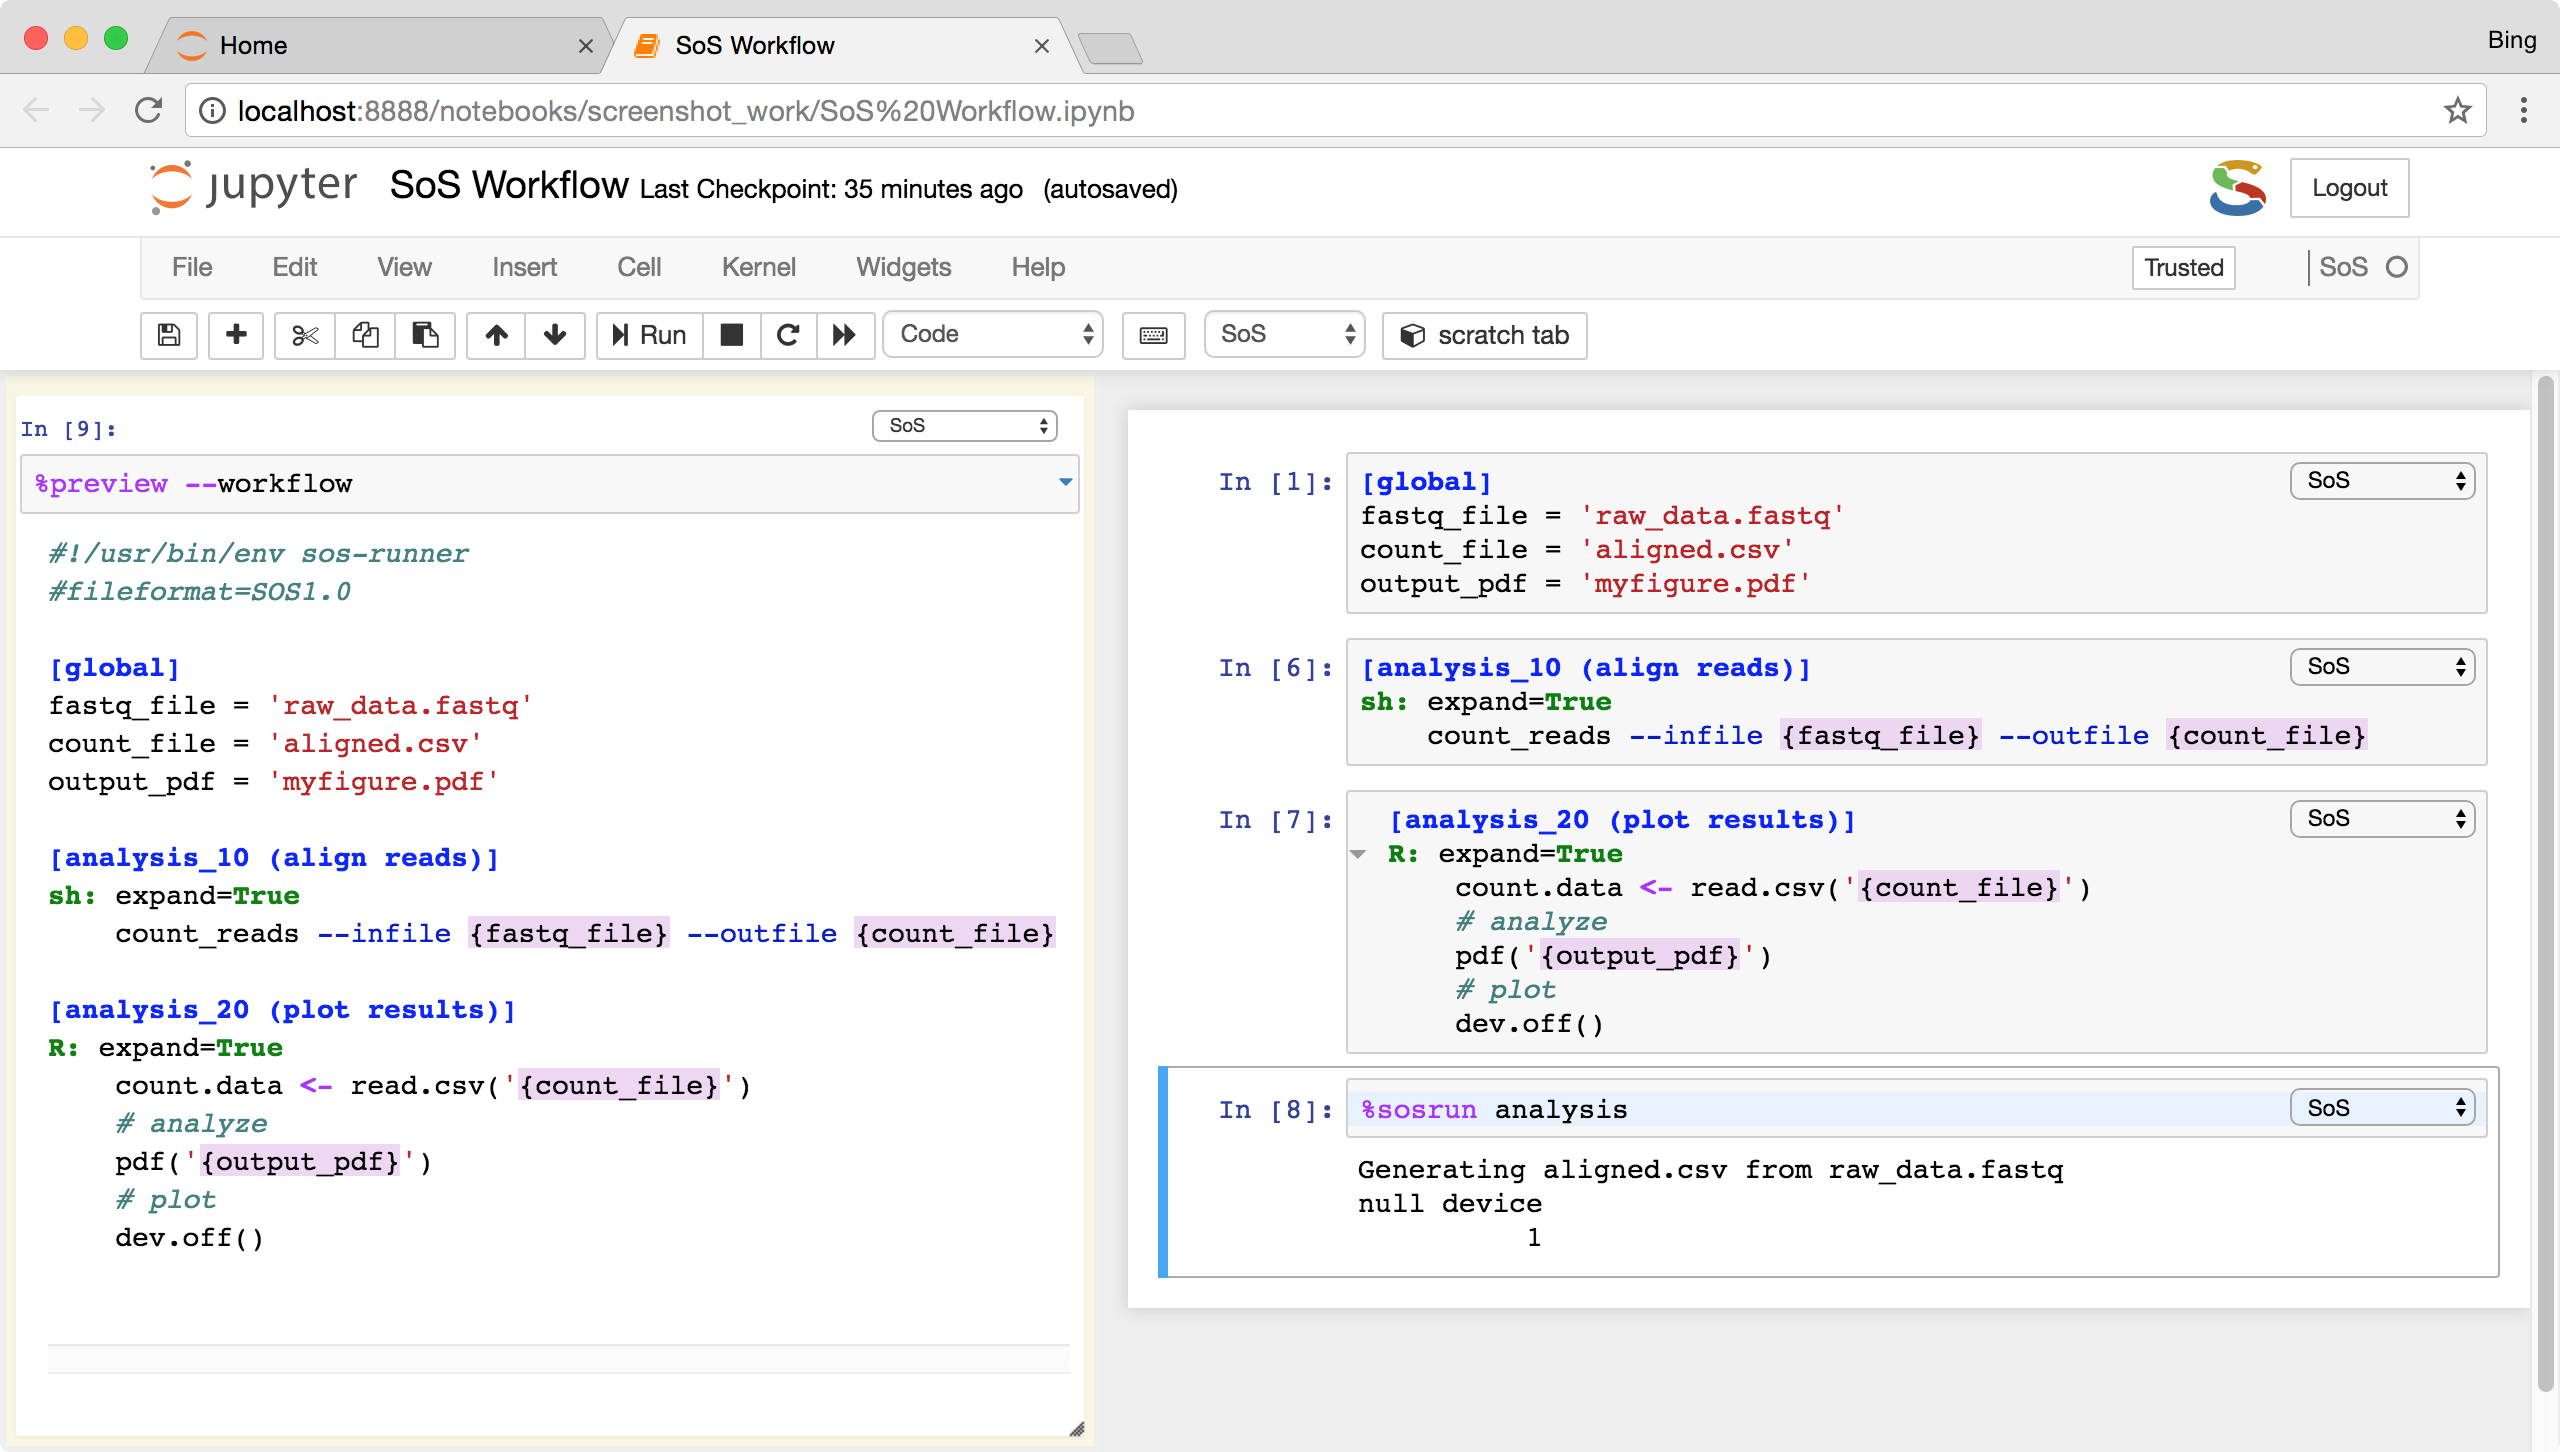 Home
SoS Workflow
Bing
localhost:8888/notebooks/screenshot_work/SoS%20Workflow.ipynb
jupyter SoS Workflow Last Checkpoint: 35 minutes ago (autosaved)
Logout
File Edit View Insert Cell Kernel Widgets Help
Trusted
SoS
Run
Code
SoS
scratch tab
In [9]:
SoS
%preview --workflow
#!/usr/bin/env sos-runner
#fileformat=SOS1.0
[global]
fastq_file = 'raw_data.fastq'
count_file = 'aligned.csv'
output_pdf = 'myfigure.pdf'
[analysis_10 (align reads)]
sh: expand=True
    count_reads --infile {fastq_file} --outfile {count_file}
[analysis_20 (plot results)]
R: expand=True
    count.data <- read.csv('{count_file}')
    # analyze
    pdf('{output_pdf}')
    # plot
    dev.off()
In [1]:
SoS
[global]
fastq_file = 'raw_data.fastq'
count_file = 'aligned.csv'
output_pdf = 'myfigure.pdf'
In [6]:
SoS
[analysis_10 (align reads)]
sh: expand=True
    count_reads --infile {fastq_file} --outfile {count_file}
In [7]:
SoS
[analysis_20 (plot results)]
R: expand=True
    count.data <- read.csv('{count_file}')
    # analyze
    pdf('{output_pdf}')
    # plot
    dev.off()
In [8]:
SoS
%sosrun analysis
Generating aligned.csv from raw_data.fastq
null device
          1